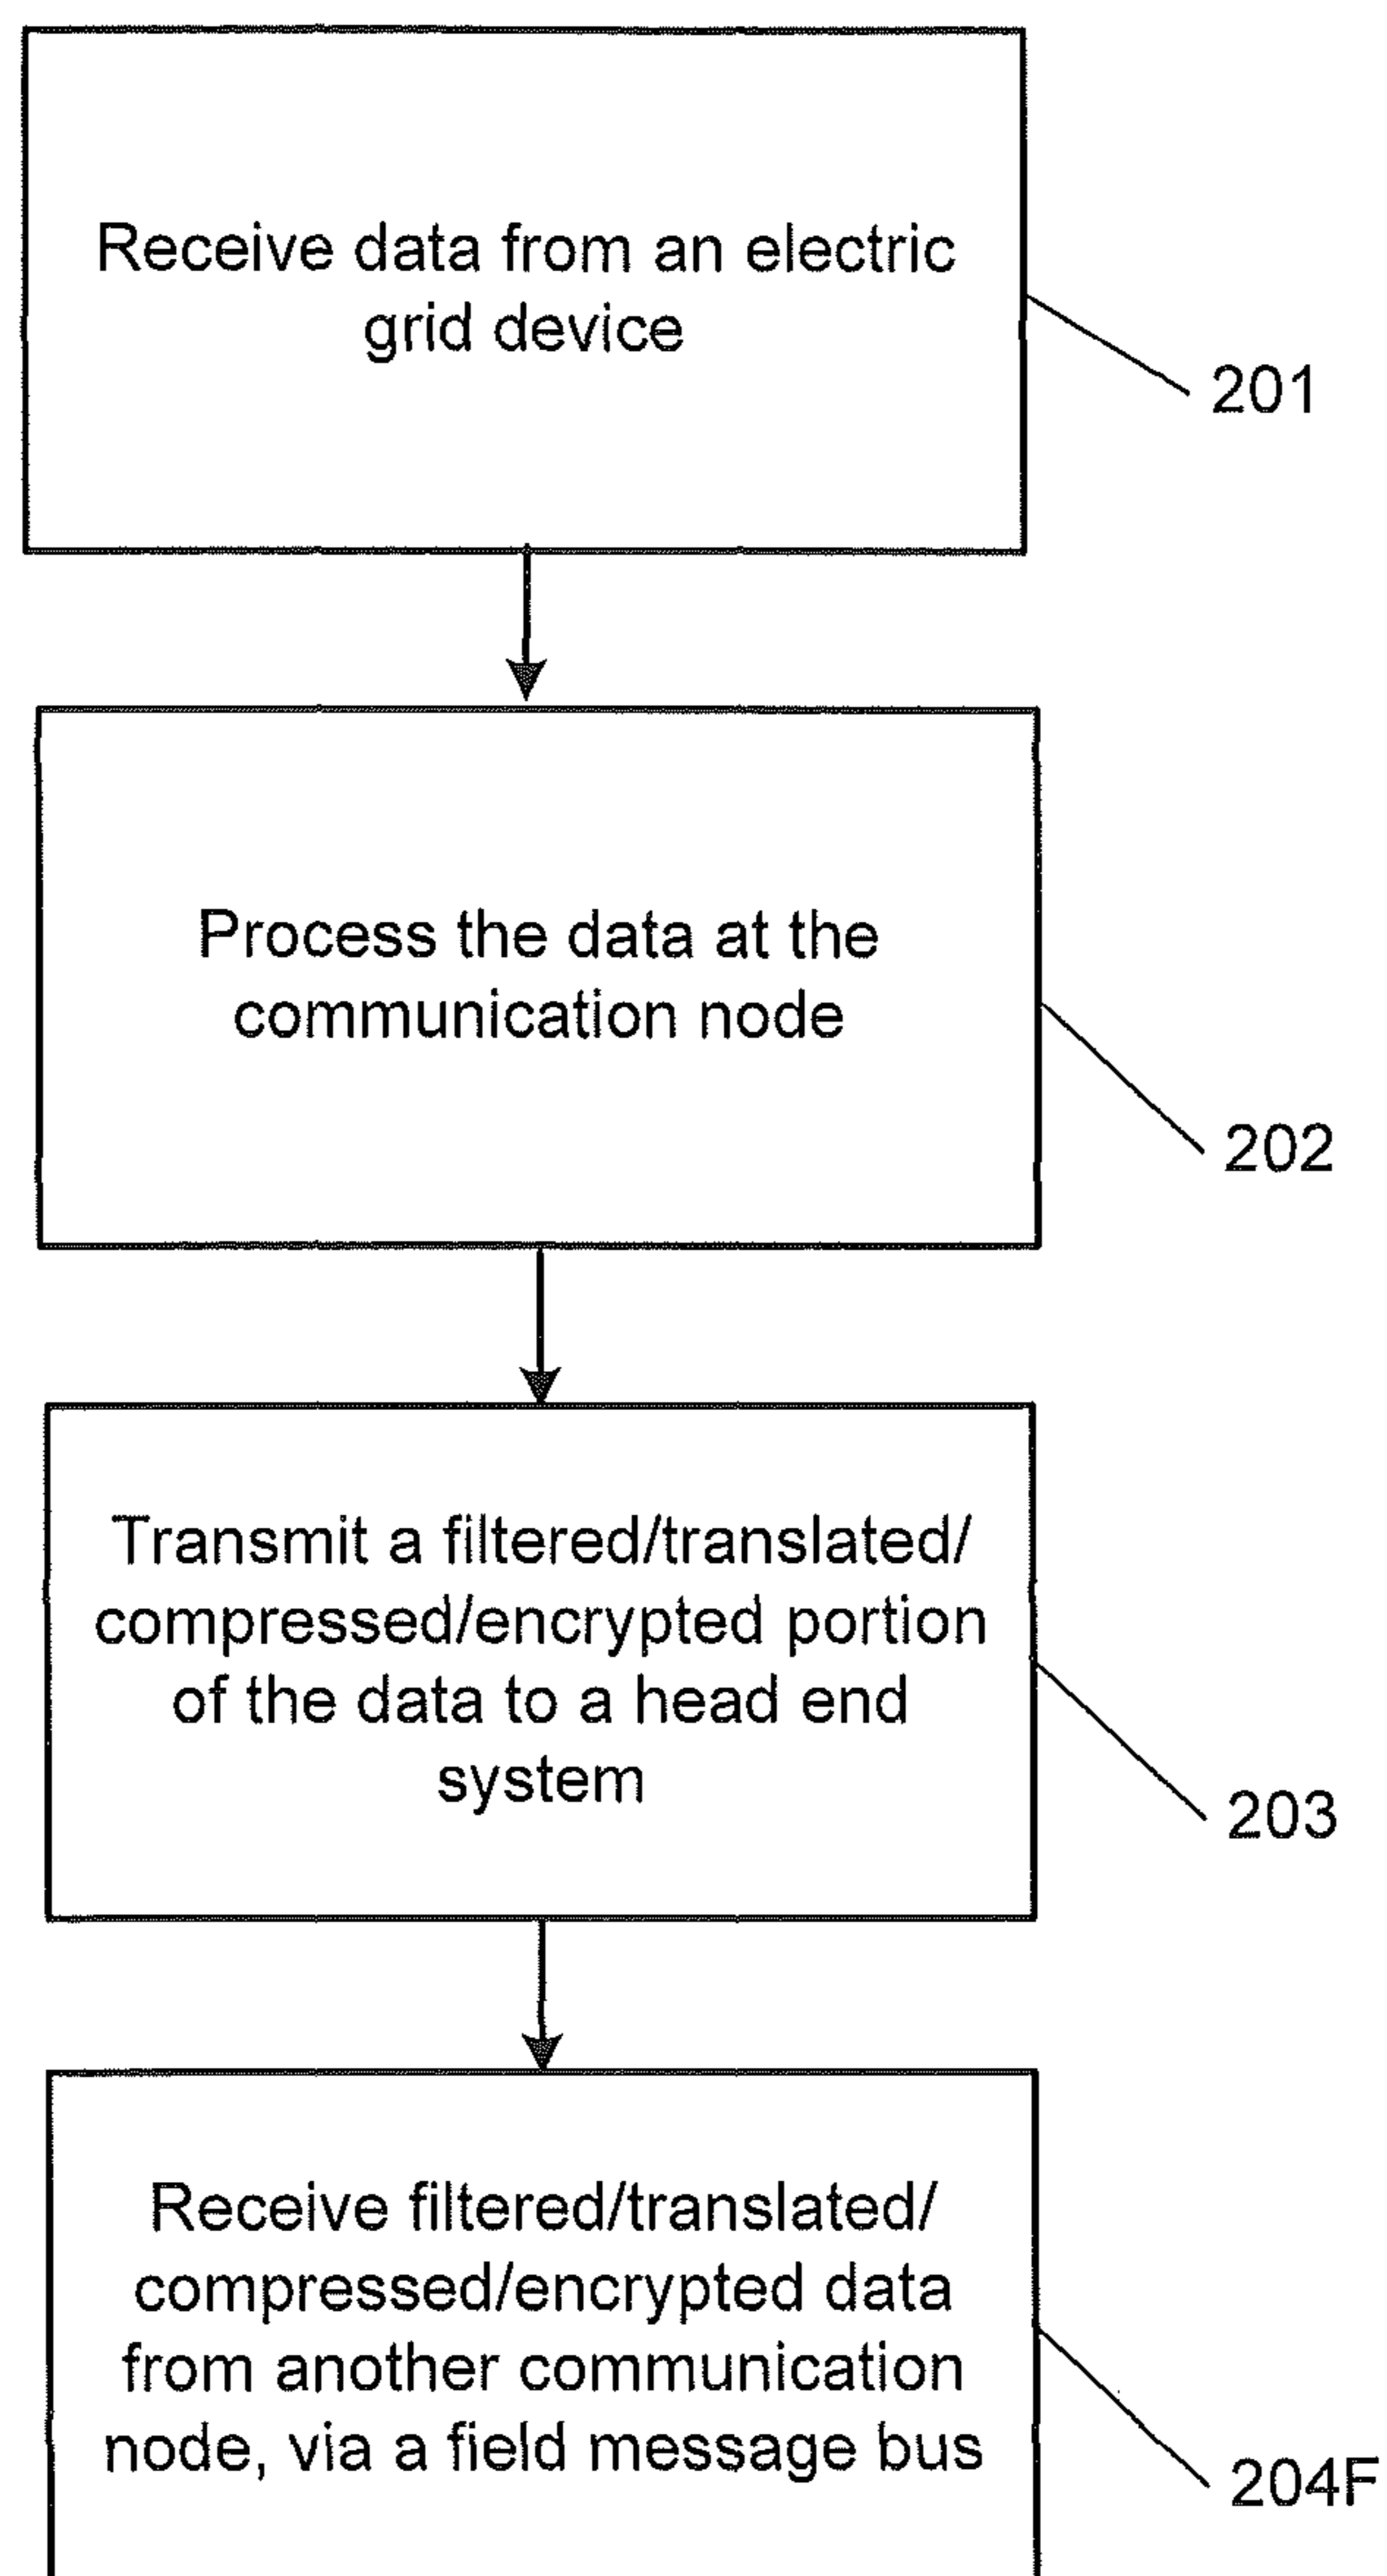 Receive data from an electric
grid device
201
Process the data at the
communication node
202
Transmit a filtered/translated/
compressed/encrypted portion
of the data to a head end
system
203
Receive filtered/translated/
compressed/encrypted data
from another communication
node, via a field message bus
204F